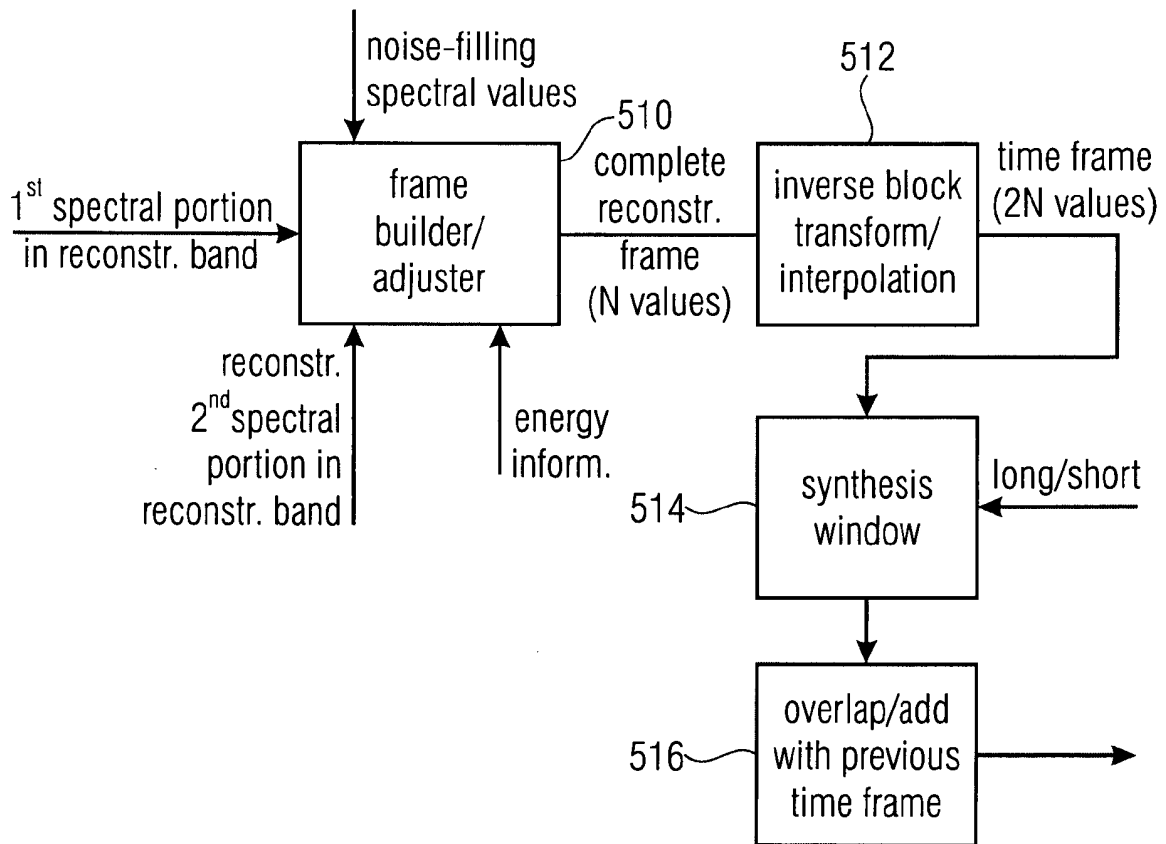 noise-filling
spectral values
510
512
1st spectral portion
in reconstr. band
frame
builder/
adjuster
complete
reconstr.
frame
(N values)
inverse block
transform/
interpolation
time frame
(2N values)
reconstr.
2nd spectral
portion in
reconstr. band
energy
inform.
514
synthesis
window
long/short
516
overlap/add
with previous
time frame